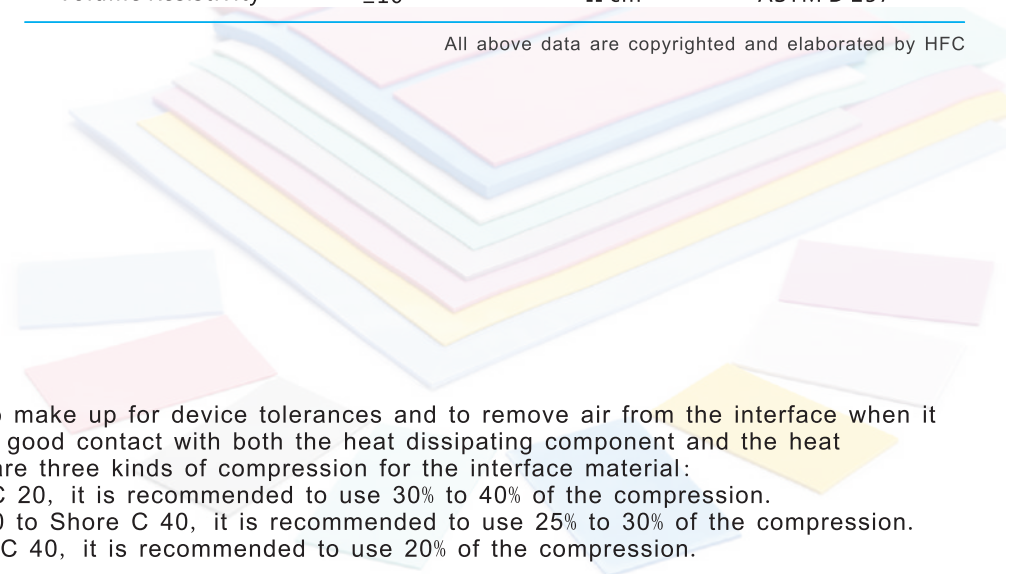 All above data are copyrighted and elaborated by HFC
make up for device tolerances and to remove air from the interface when it
good contact with both the heat dissipating component and the heat
three kinds of compression for the interface material:
C 20, it is recommended to use 30% to 40% of the compression.
0 to Shore C 40, it is recommended to use 25% to 30% of the compression.
C 40, it is recommended to use 20% of the compression.